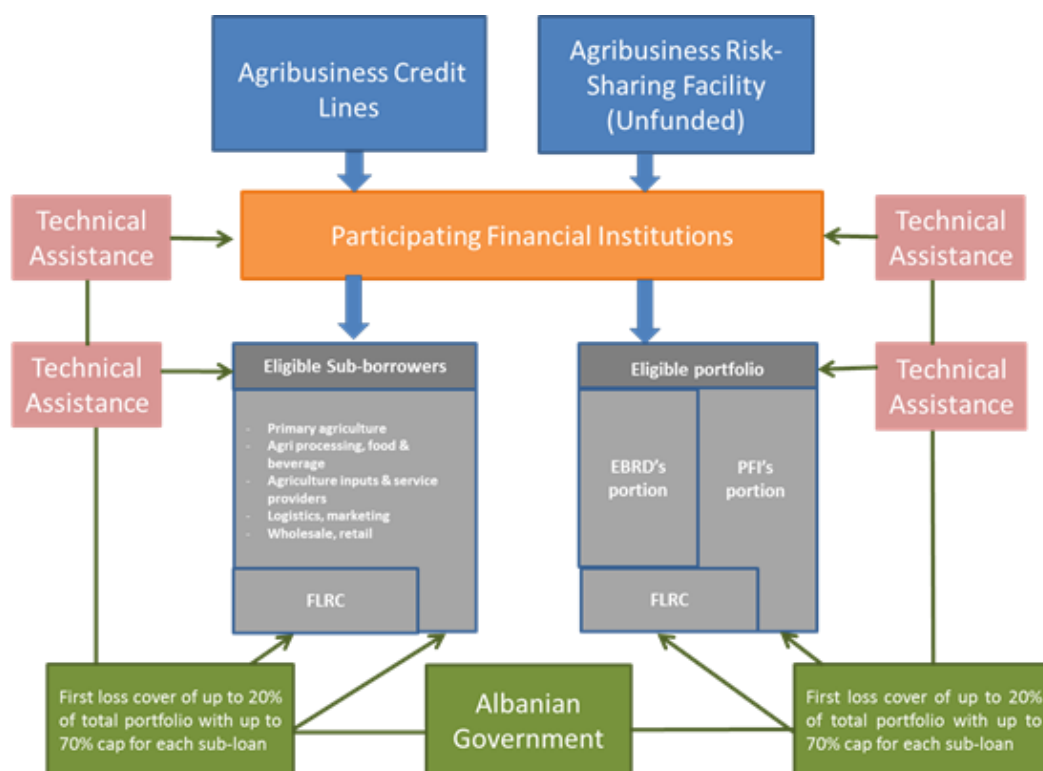 Agribusiness Credit
Lines
Agribusiness Risk-
Sharing Facility
(Unfunded)
Technical
Assistance
Participating Financial Institutions
Technical
Assistance
Technical
Assistance
Eligible Sub-borrowers
- Primary agriculture
- Agri processing, food &
beverage
- Agriculture inputs & service
providers
- Logistics, marketing
- Wholesale, retail
FLRC
Eligible portfolio
EBRD's
portion
PFI's
portion
FLRC
Technical
Assistance
First loss cover of up to 20%
of total portfolio with up to
70% cap for each sub-loan
Albanian
Government
First loss cover of up to 20%
of total portfolio with up to
70% cap for each sub-loan